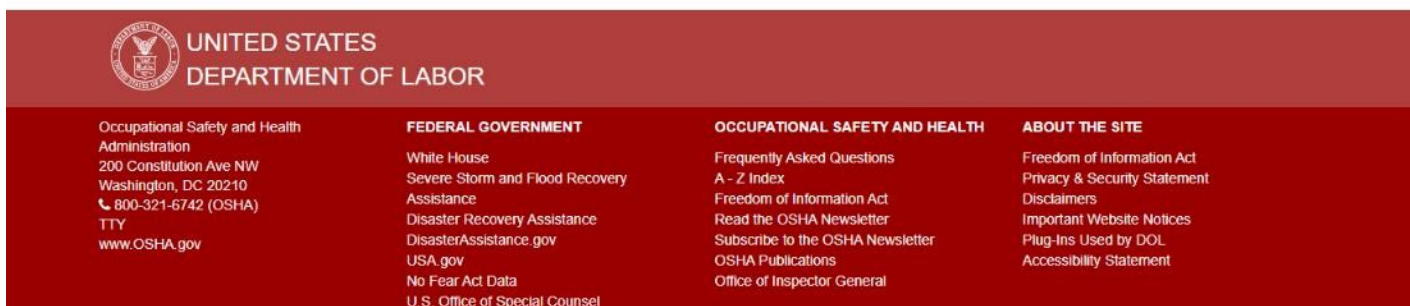 UNITED STATES
DEPARTMENT OF LABOR
Occupational Safety and Health
Administration
200 Constitution Ave NW
Washington, DC 20210
800-321-6742 (OSHA)
TTY
www.OSHA.gov
FEDERAL GOVERNMENT
White House
Severe Storm and Flood Recovery
Assistance
Disaster Recovery Assistance
DisasterAssistance.gov
USA.gov
No Fear Act Data
U.S. Office of Special Counsel
OCCUPATIONAL SAFETY AND HEALTH
Frequently Asked Questions
A - Z Index
Freedom of Information Act
Read the OSHA Newsletter
Subscribe to the OSHA Newsletter
OSHA Publications
Office of Inspector General
ABOUT THE SITE
Freedom of Information Act
Privacy & Security Statement
Disclaimers
Important Website Notices
Plug-Ins Used by DOL
Accessibility Statement